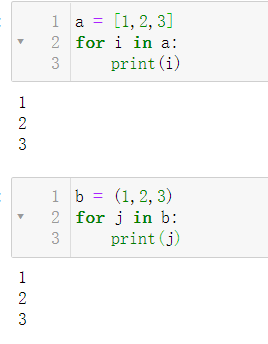 1 a = [1,2,3]
2 for i in a:
3     print(i)
1
2
3
1 b = (1,2,3)
2 for j in b:
3     print(j)
1
2
3